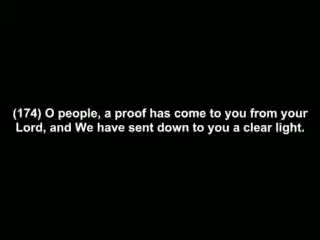 (174) O people, a proof has come to you from your
Lord, and We have sent down to you a clear light.